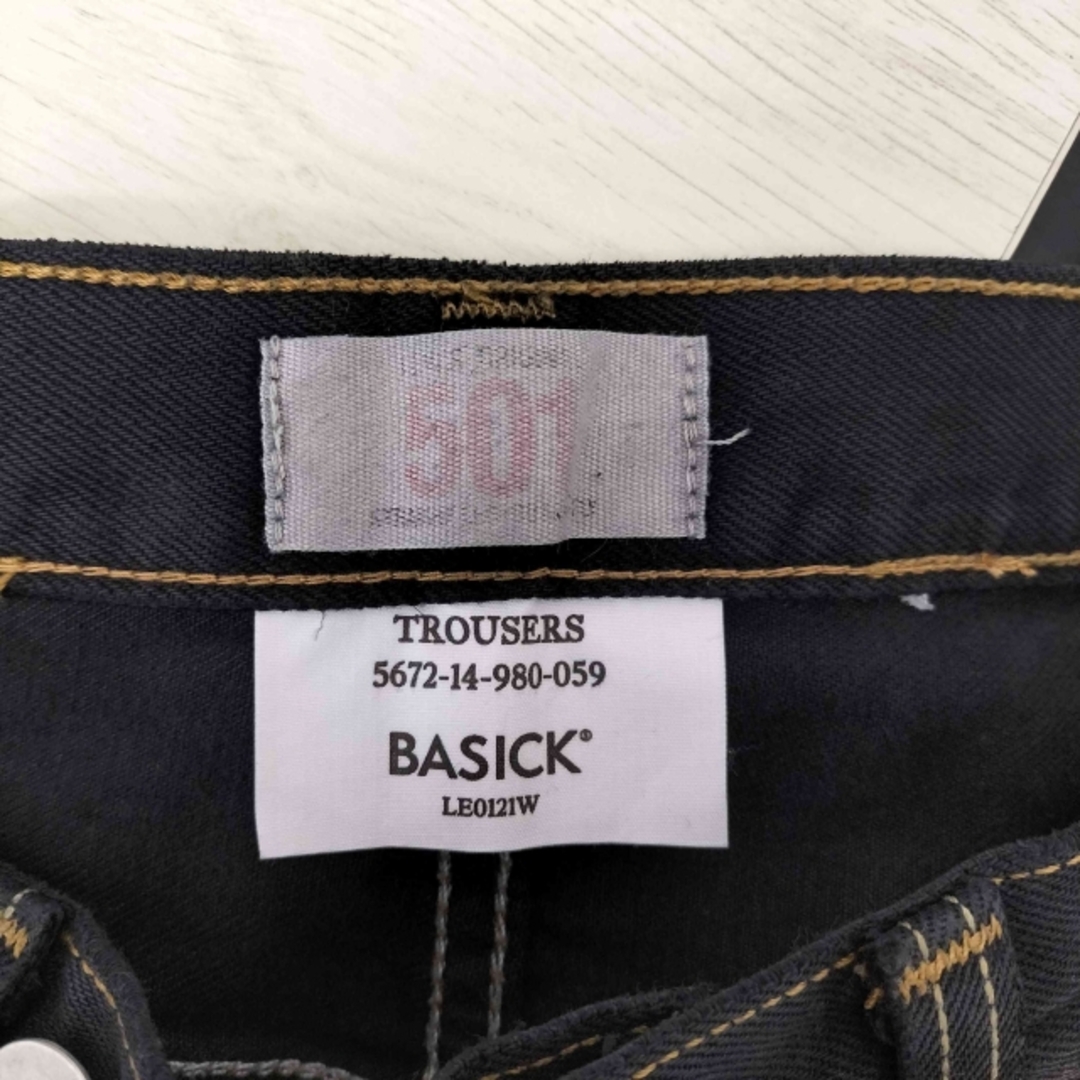 501
TROUSERS
5672-14-980-059
BASICK®
LE0121W